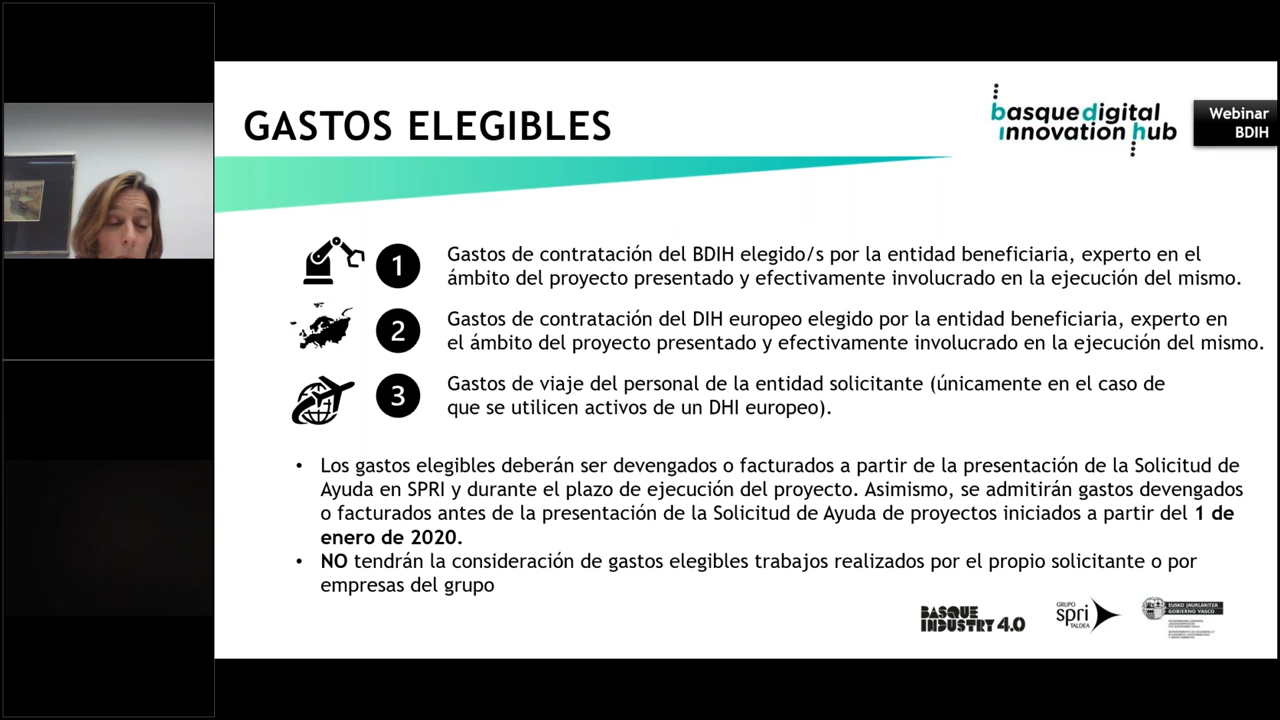 GASTOS ELEGIBLES
basque digital
innovation hub
Webinar
BDIH
1
Gastos de contratación del BDIH elegido/s por la entidad beneficiaria, experto en el
ámbito del proyecto presentado y efectivamente involucrado en la ejecución del mismo.
2
Gastos de contratación del DIH europeo elegido por la entidad beneficiaria, experto en
el ámbito del proyecto presentado y efectivamente involucrado en la ejecución del mismo.
3
Gastos de viaje del personal de la entidad solicitante (únicamente en el caso de
que se utilicen activos de un DHI europeo).
• Los gastos elegibles deberán ser devengados o facturados a partir de la presentación de la Solicitud de
Ayuda en SPRI y durante el plazo de ejecución del proyecto. Asimismo, se admitirán gastos devengados
o facturados antes de la presentación de la Solicitud de Ayuda de proyectos iniciados a partir del 1 de
enero de 2020.
• NO tendrán la consideración de gastos elegibles trabajos realizados por el propio solicitante o por
empresas del grupo
BASQUE
INDUSTRY 4.0
GRUPO
spri
TALDEA
EUSKO JAURLARITZA
GOBIERNO VASCO